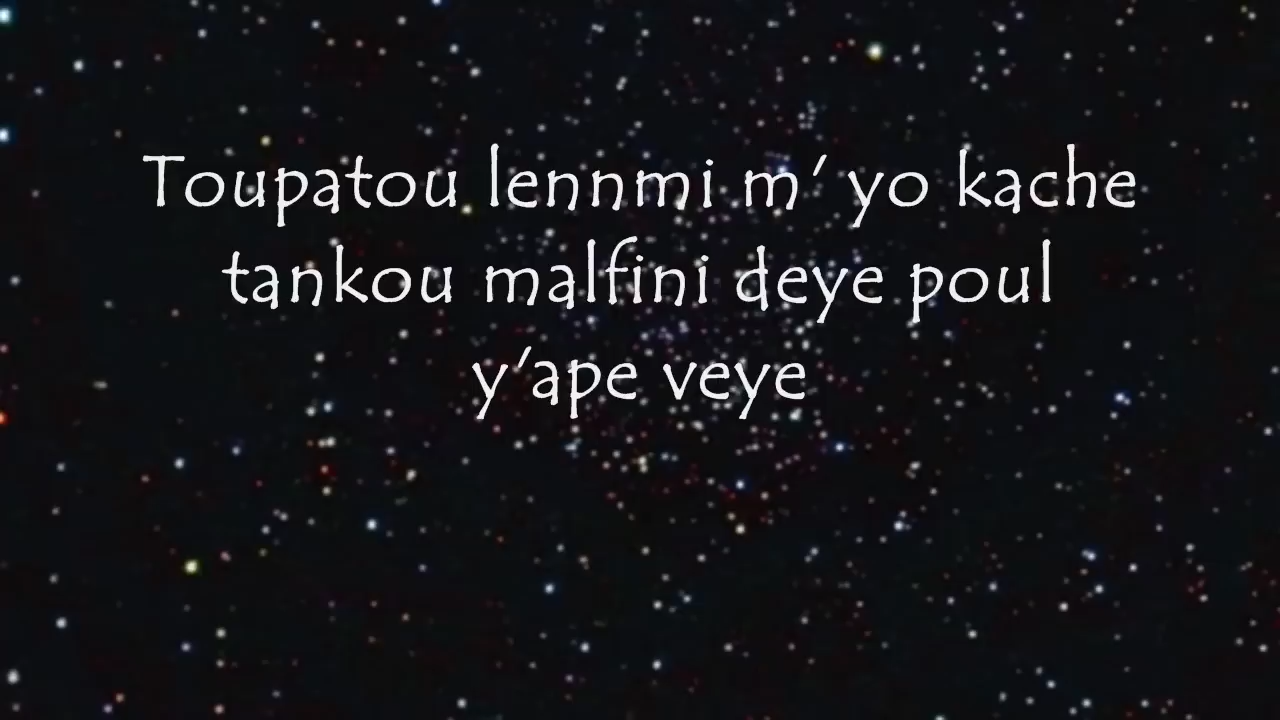 Toupatou lennmi m' yo kache
tankou malfini deye poul
y'ape veye